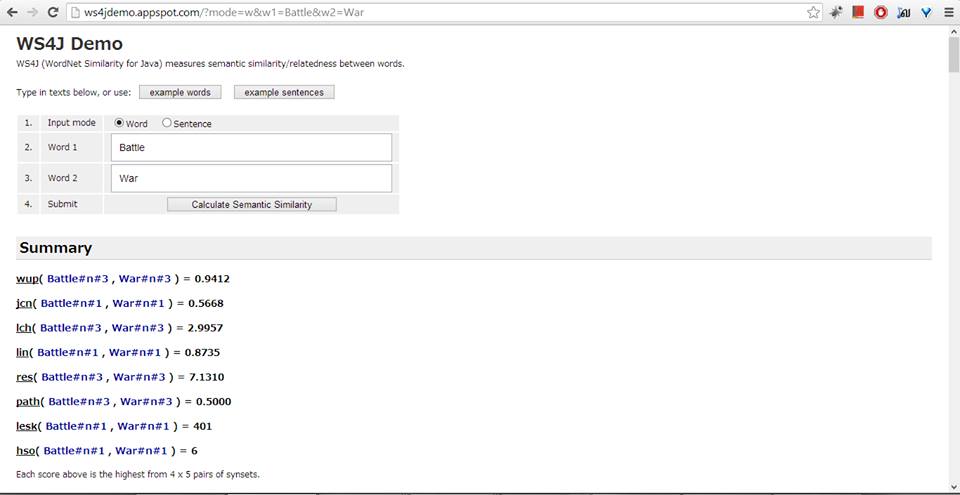 ws4jdemo.appspot.com/?mode=w&w1=Battle&w2=War
WS4J Demo
WS4J (WordNet Similarity for Java) measures semantic similarity/relatedness between words.
Type in texts below, or use: example words example sentences
1. Input mode Word Sentence
2. Word 1 Battle
3. Word 2 War
4. Submit Calculate Semantic Similarity
Summary
wup( Battle#n#3 , War#n#3 ) = 0.9412
jcn( Battle#n#1 , War#n#1 ) = 0.5668
lch( Battle#n#3 , War#n#3 ) = 2.9957
lin( Battle#n#1 , War#n#1 ) = 0.8735
res( Battle#n#3 , War#n#3 ) = 7.1310
path( Battle#n#3 , War#n#3 ) = 0.5000
lesk( Battle#n#1 , War#n#1 ) = 401
hso( Battle#n#1 , War#n#1 ) = 6
Each score above is the highest from 4 x 5 pairs of synsets.